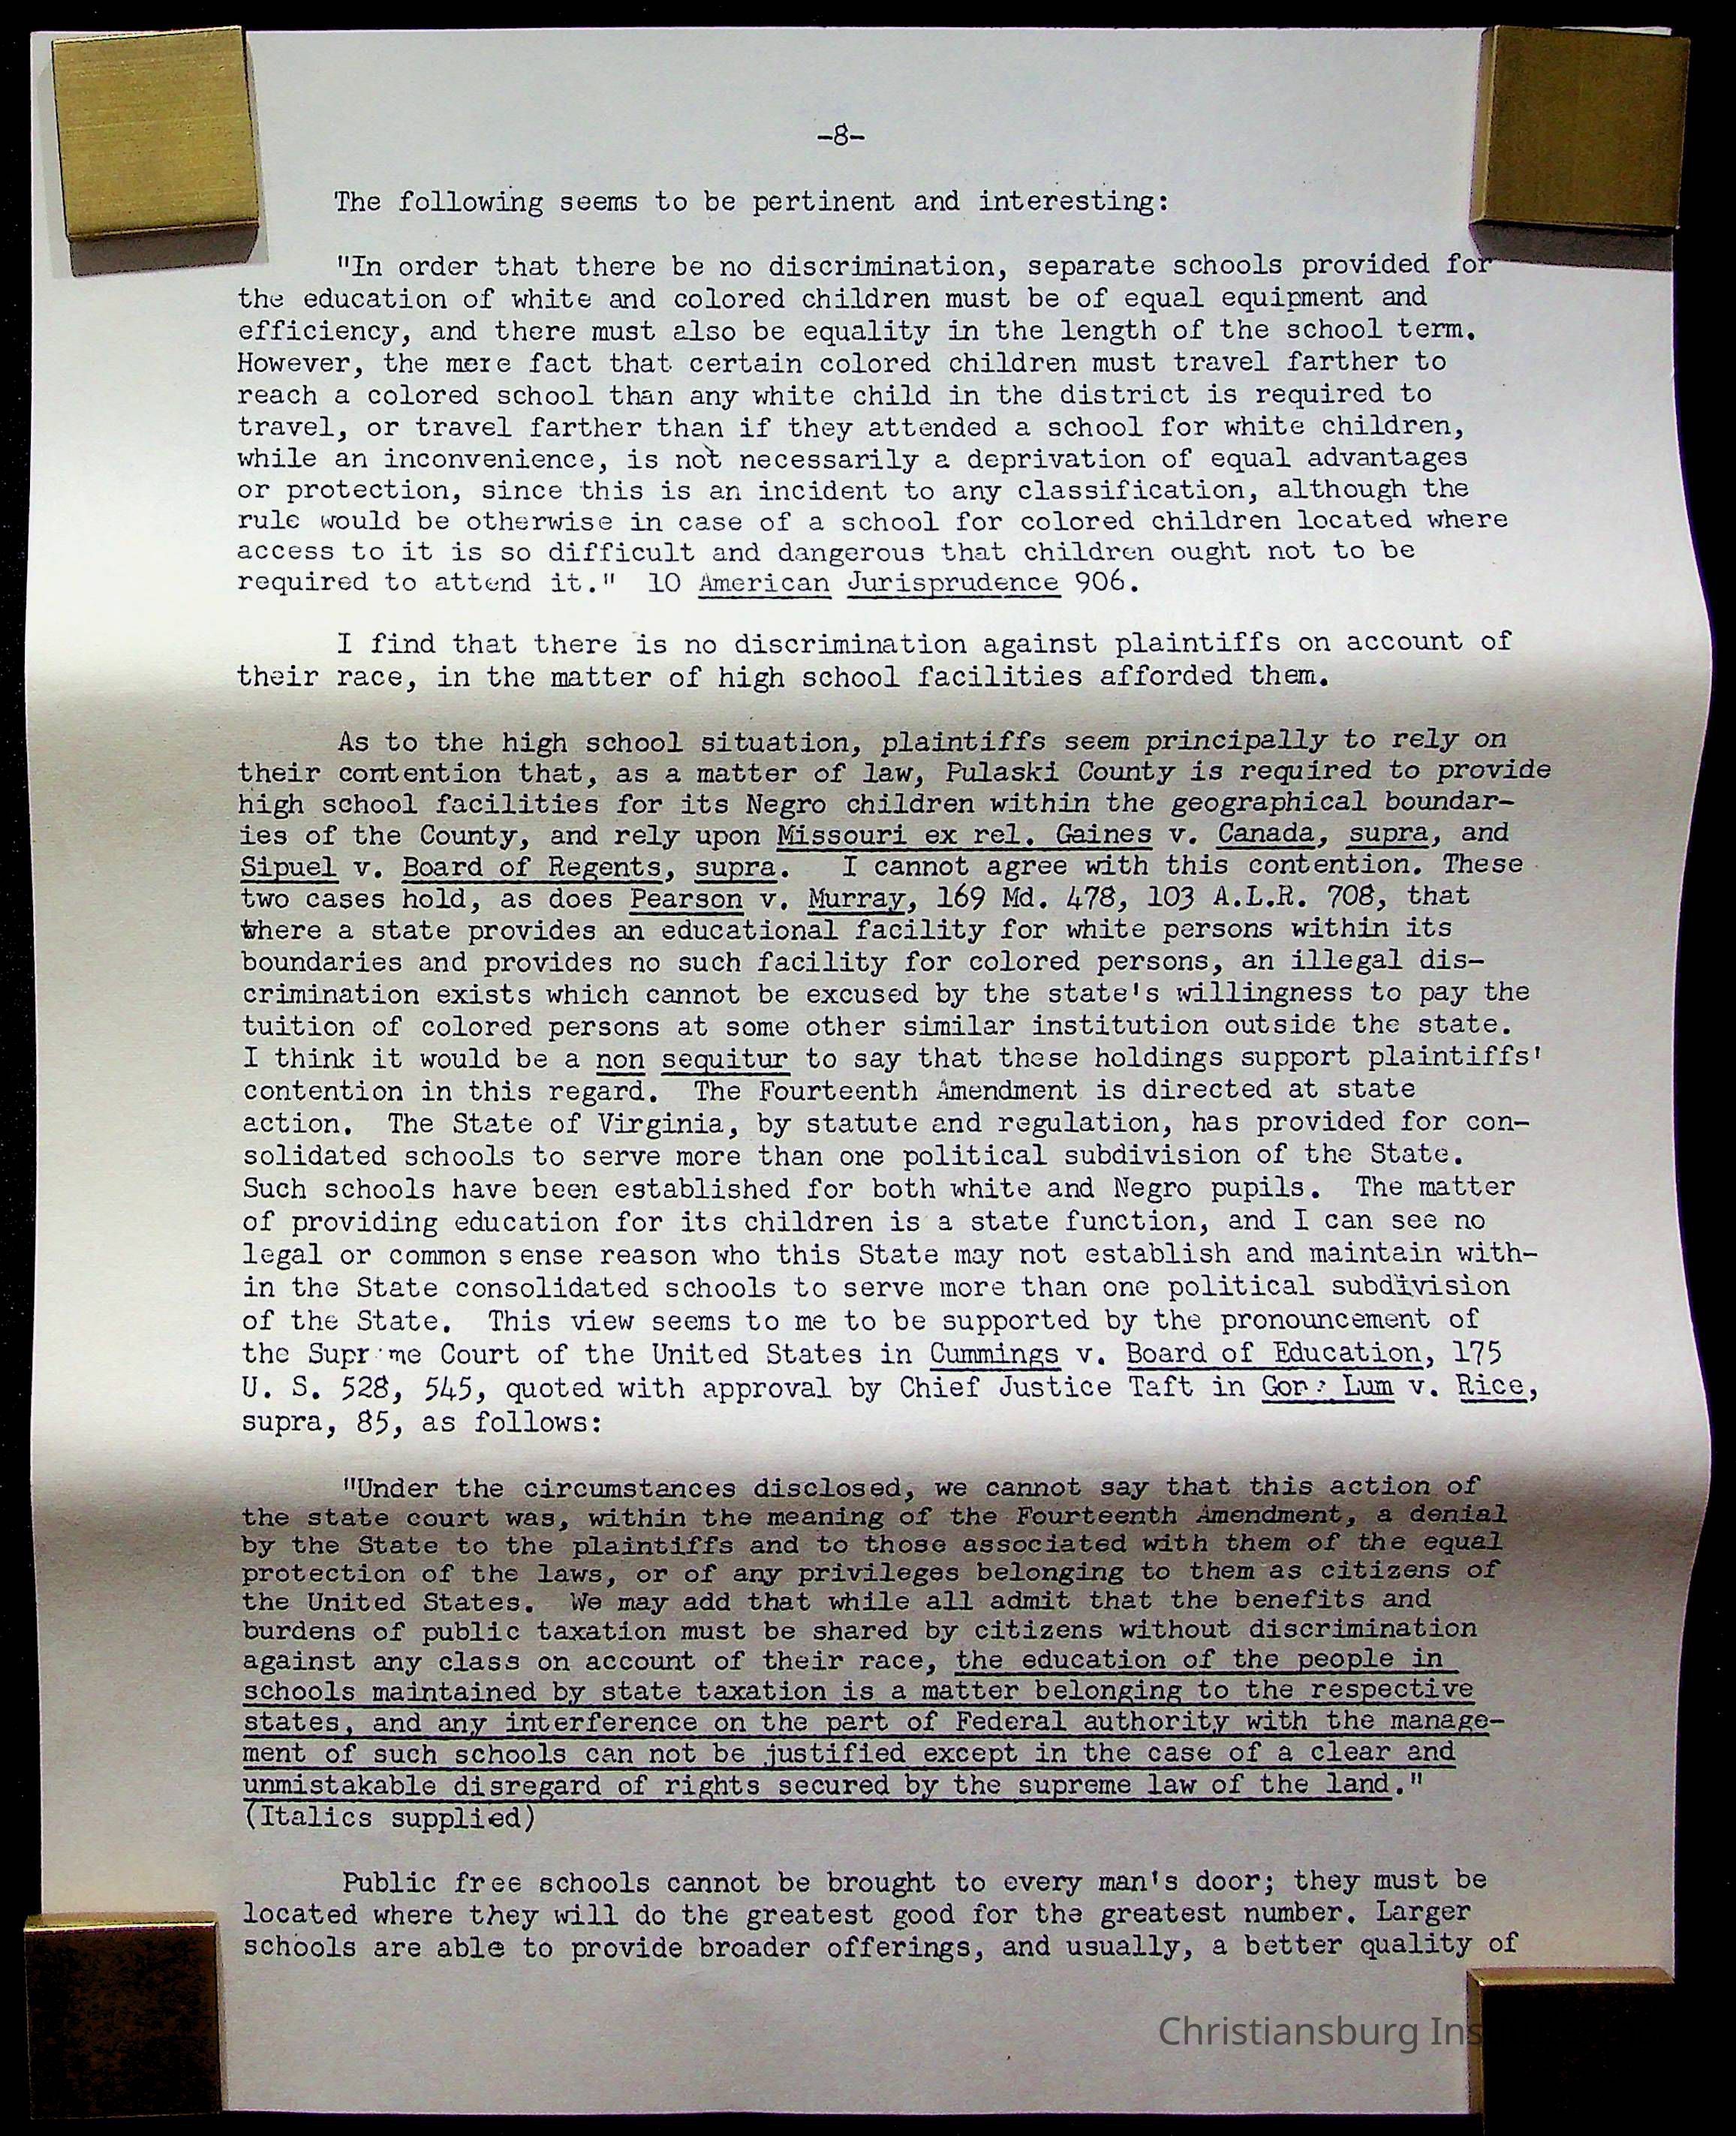 -8-
The following seems to be pertinent and interesting:
"In order that there be no discrimination, separate schools provided for
the education of white and colored children must be of equal equipment and
efficiency, and there must also be equality in the length of the school term.
However, the mere fact that certain colored children must travel farther to
reach a colored school than any white child in the district is required to
travel, or travel farther than if they attended a school for white children,
while an inconvenience, is not necessarily a deprivation of equal advantages
or protection, since this is an incident to any classification, although the
rule would be otherwise in case of a school for colored children located where
access to it is so difficult and dangerous that children ought not to be
required to attend it." 10 American Jurisprudence 906.
I find that there is no discrimination against plaintiffs on account of
their race, in the matter of high school facilities afforded them.
As to the high school situation, plaintiffs seem principally to rely on
their contention that, as a matter of law, Pulaski County is required to provide
high school facilities for its Negro children within the geographical boundar-
ies of the County, and rely upon Missouri ex rel. Gaines v. Canada, supra, and
Sipuel v. Board of Regents, supra. I cannot agree with this contention. These
two cases hold, as does Pearson v. Murray, 169 Md. 478, 103 A.L.R. 708, that
where a state provides an educational facility for white persons within its
boundaries and provides no such facility for colored persons, an illegal dis-
crimination exists which cannot be excused by the state's willingness to pay the
tuition of colored persons at some other similar institution outside the state.
I think it would be a non sequitur to say that these holdings support plaintiffs'
contention in this regard. The Fourteenth Amendment is directed at state
action. The State of Virginia, by statute and regulation, has provided for con-
solidated schools to serve more than one political subdivision of the State.
Such schools have been established for both white and Negro pupils. The matter
of providing education for its children is a state function, and I can see no
legal or common sense reason who this State may not establish and maintain with-
in the State consolidated schools to serve more than one political subdivision
of the State. This view seems to me to be supported by the pronouncement of
the Supreme Court of the United States in Cummings v. Board of Education, 175
U. S. 528, 545, quoted with approval by Chief Justice Taft in Lum v. Rice,
supra, 85, as follows:
"Under the circumstances disclosed, we cannot say that this action of
the state court was, within the meaning of the Fourteenth Amendment, a denial
by the State to the plaintiffs and to those associated with them of the equal
protection of the laws, or of any privileges belonging to them as citizens of
the United States. We may add that while all admit that the benefits and
burdens of public taxation must be shared by citizens without discrimination
against any class on account of their race, the education of the people in
schools maintained by state taxation is a matter belonging to the respective
states, and any interference on the part of Federal authority with the manage-
ment of such schools can not be justified except in the case of a clear and
unmistakable disregard of rights secured by the supreme law of the land."
(Italics supplied)
Public free schools cannot be brought to every man's door; they must be
located where they will do the greatest good for the greatest number. Larger
schools are able to provide broader offerings, and usually, a better quality of
Christiansburg